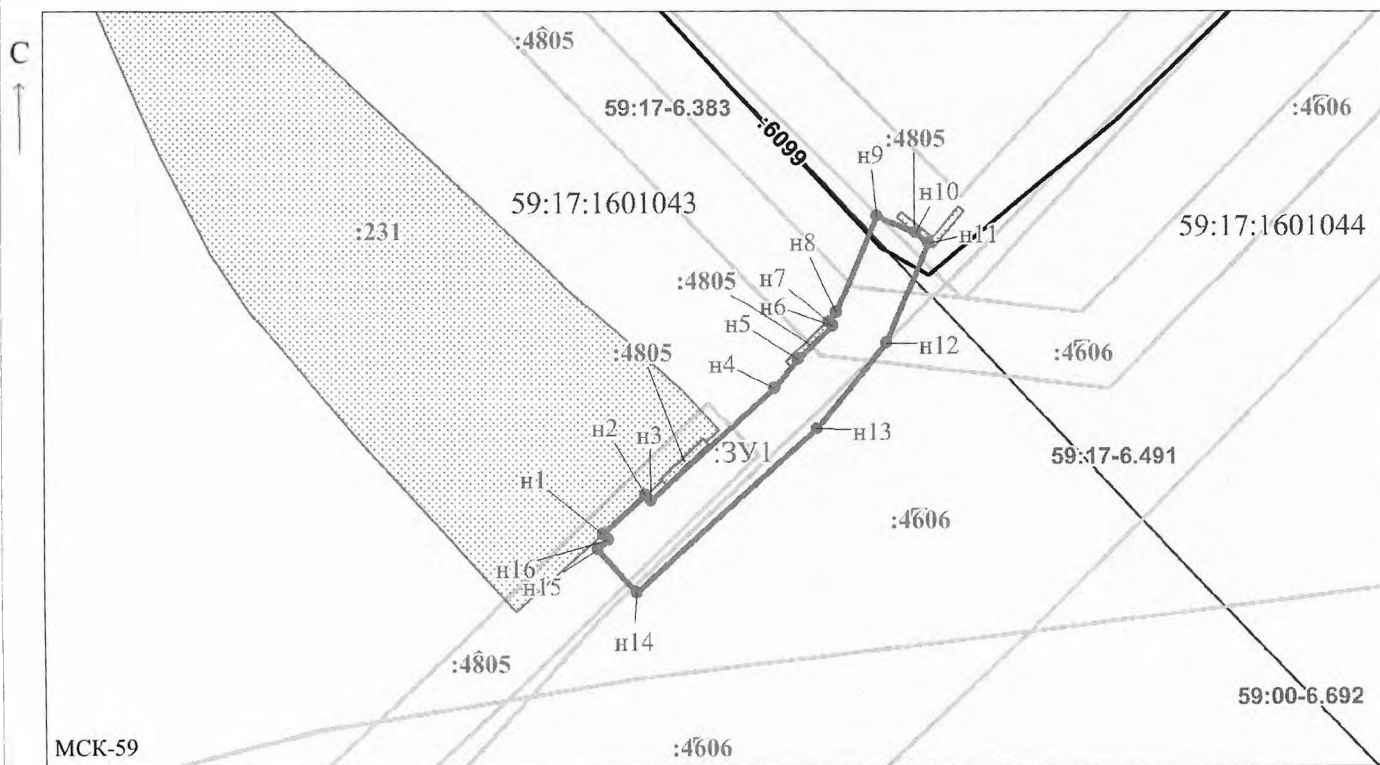 С
:4805
59:17-6.383
:6099
:4805
:4606
н9
н10
59:17:1601043
59:17:1601044
:231
н11
н8
:4805
н7
н6
н5
н12
:4606
:4805
н4
н2
н3
:ЗУ1
н13
59:17-6.491
н1
:4606
н16
н15
н14
:4805
59:00-6.692
МСК-59
:4606